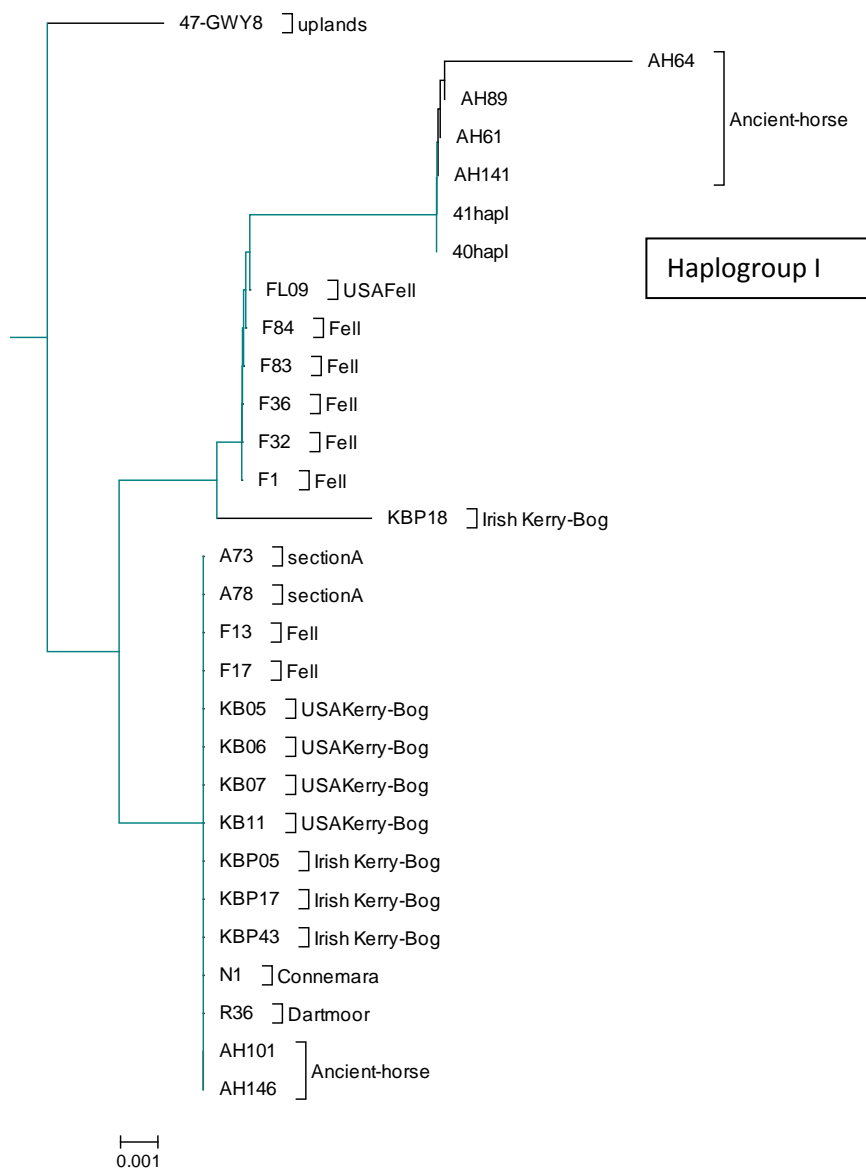 47-GWY8 uplands
AH64
AH89
Ancient-horse
AH61
AH141
41hapI
40hapI
Haplogroup I
FL09 USAFell
F84 Fell
F83 Fell
F36 Fell
F32 Fell
F1 Fell
KBP18 Irish Kerry-Bog
A73 sectionA
A78 sectionA
F13 Fell
F17 Fell
KB05 USAKerry-Bog
KB06 USAKerry-Bog
KB07 USAKerry-Bog
KB11 USAKerry-Bog
KBP05 Irish Kerry-Bog
KBP17 Irish Kerry-Bog
KBP43 Irish Kerry-Bog
N1 Connemara
R36 Dartmoor
AH101
Ancient-horse
AH146
0.001